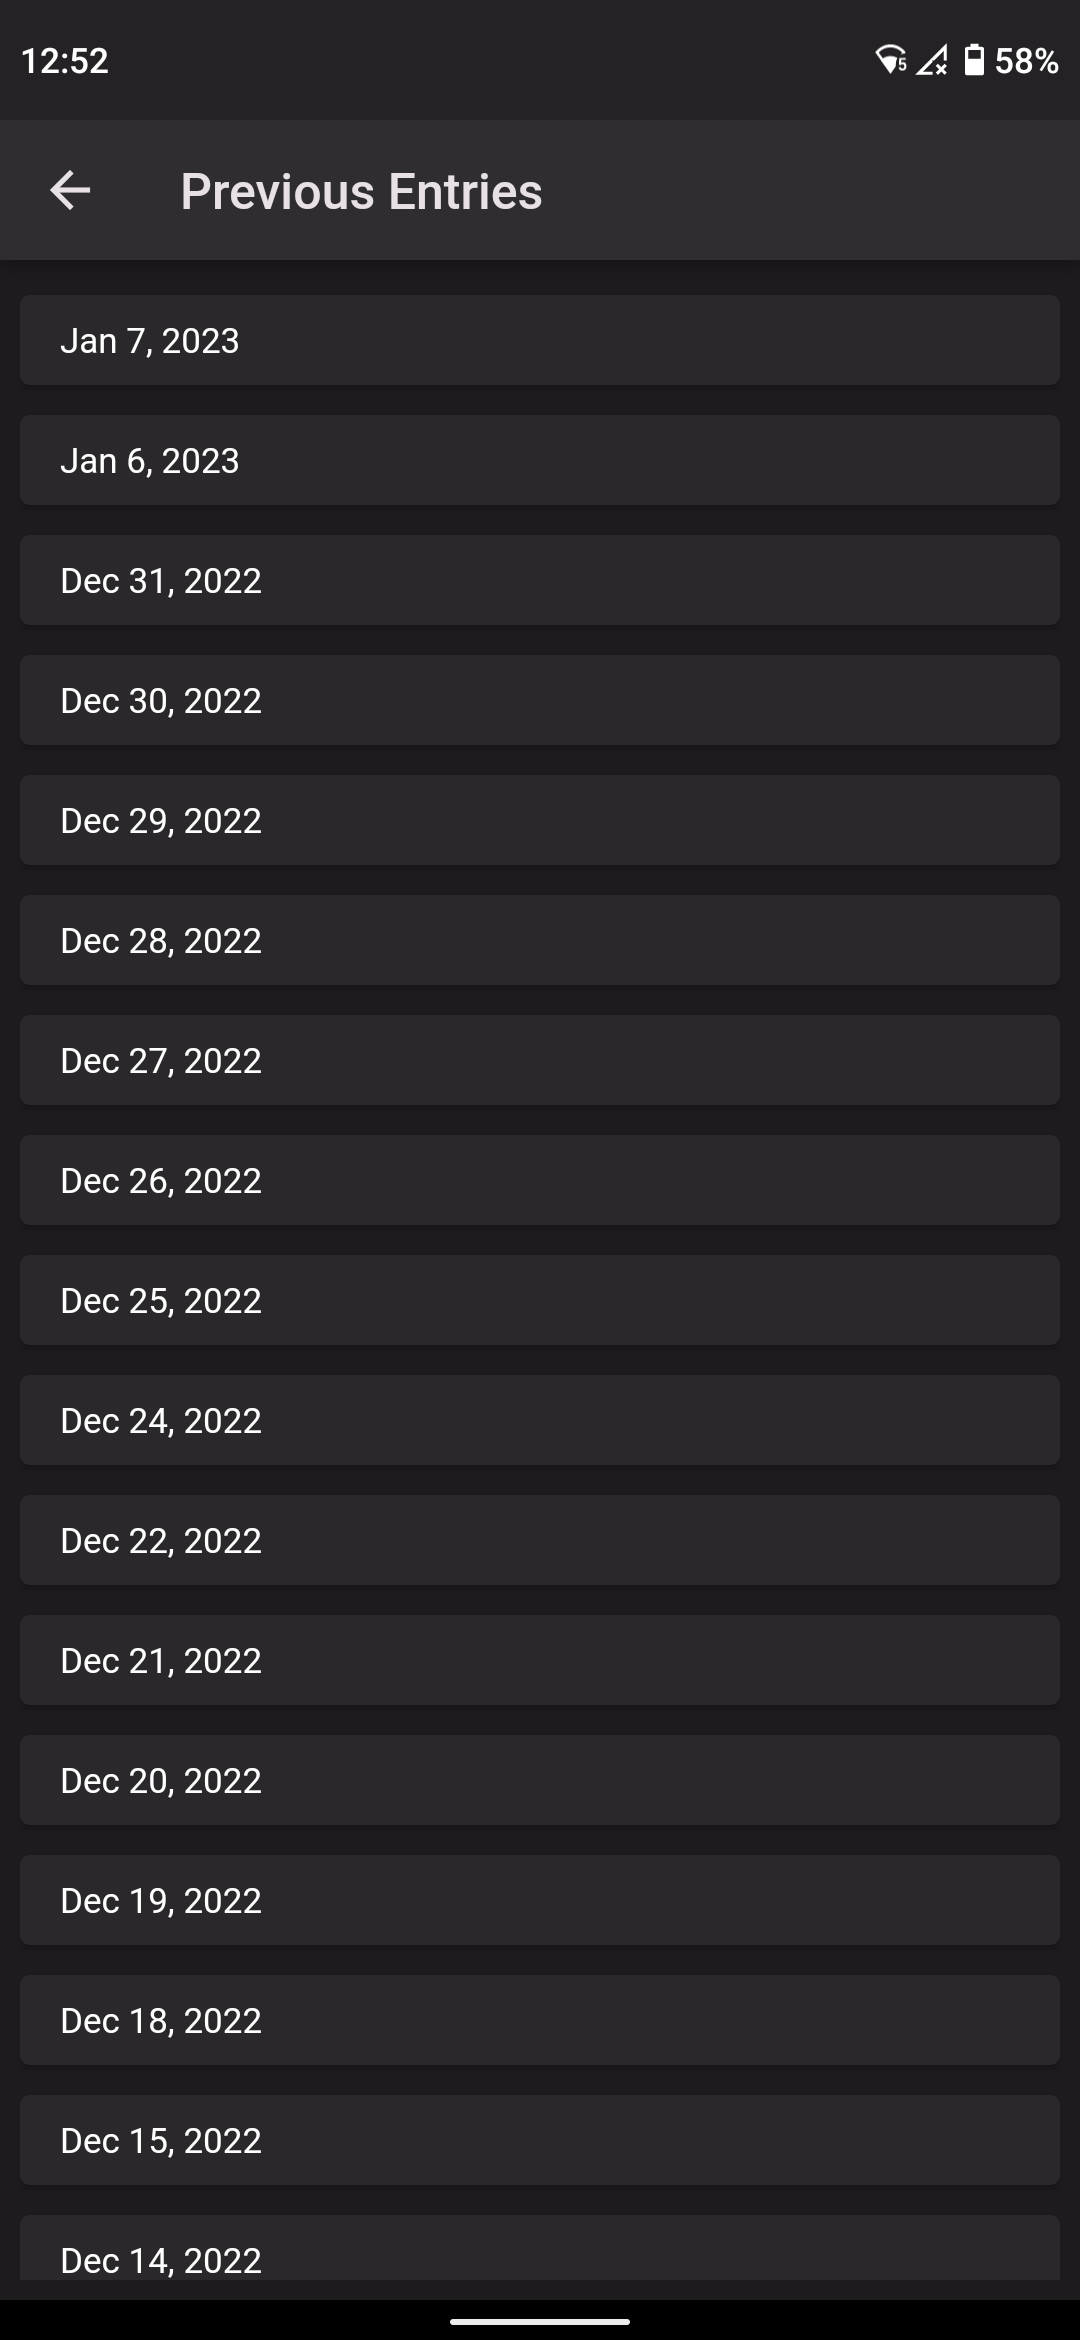 12:52
5 58%
Previous Entries
Jan 7, 2023
Jan 6, 2023
Dec 31, 2022
Dec 30, 2022
Dec 29, 2022
Dec 28, 2022
Dec 27, 2022
Dec 26, 2022
Dec 25, 2022
Dec 24, 2022
Dec 22, 2022
Dec 21, 2022
Dec 20, 2022
Dec 19, 2022
Dec 18, 2022
Dec 15, 2022
Dec 14, 2022